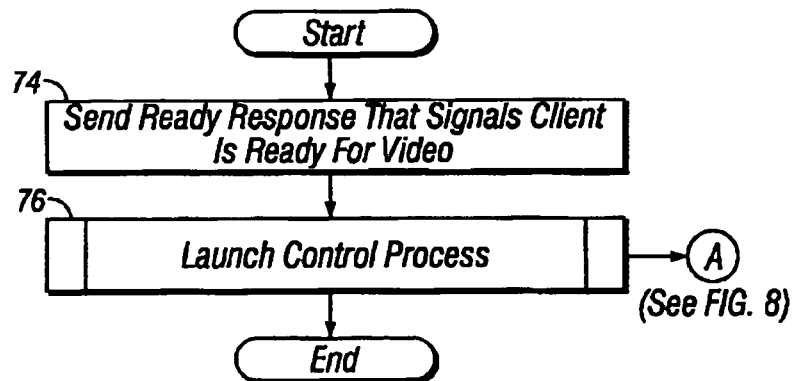 Start
74
Send Ready Response That Signals Client
Is Ready For Video
76
Launch Control Process
A
(See FIG. 8)
End